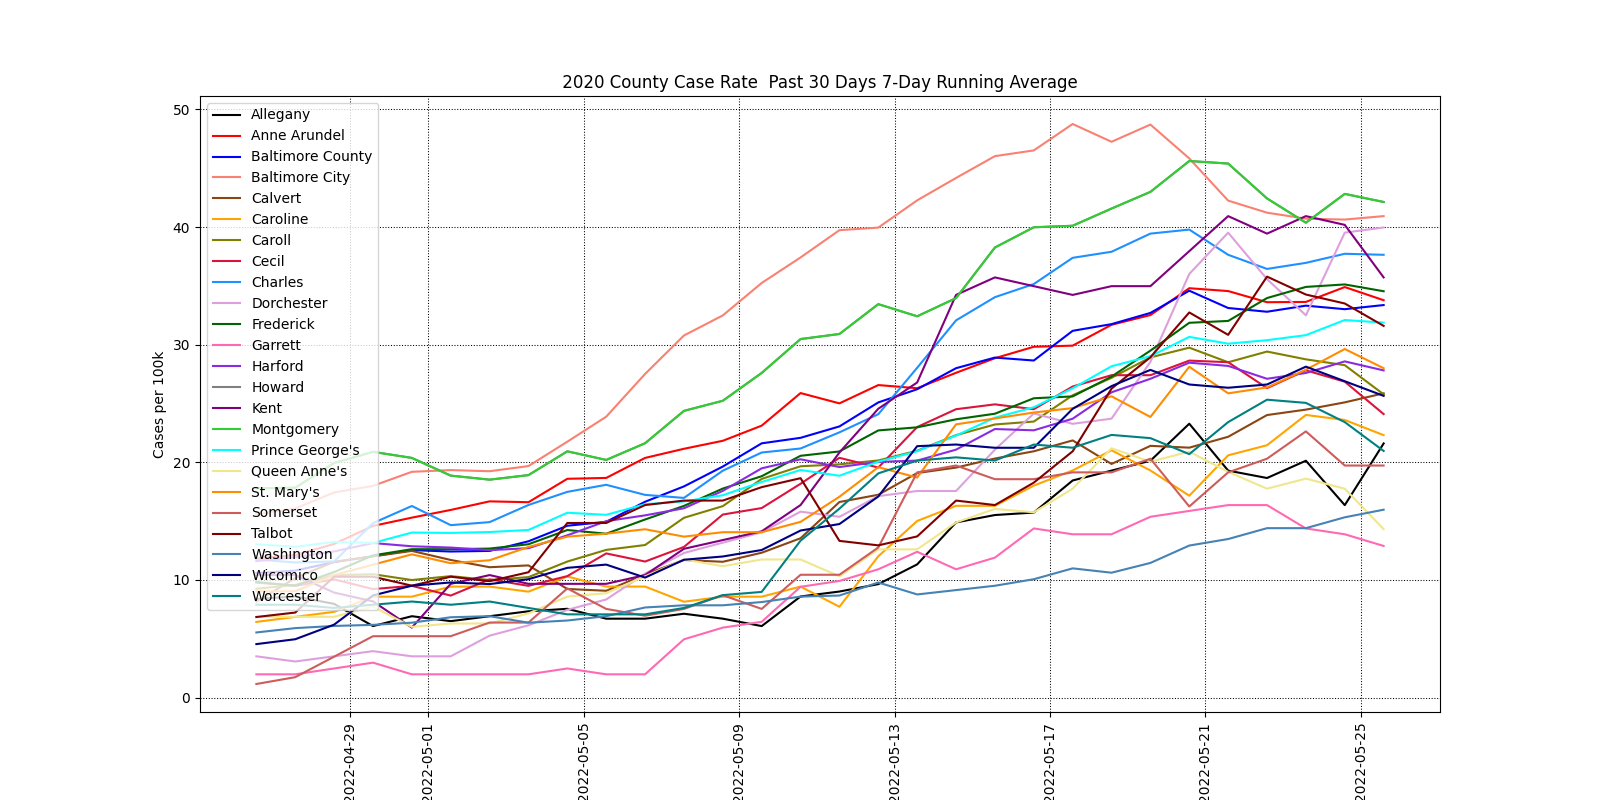 2020 County Case Rate  Past 30 Days 7-Day Running Average
Cases per 100k
50
40
30
20
10
0
Allegany
Anne Arundel
Baltimore County
Baltimore City
Calvert
Caroline
Caroll
Cecil
Charles
Dorchester
Frederick
Garrett
Harford
Howard
Kent
Montgomery
Prince George's
Queen Anne's
St. Mary's
Somerset
Talbot
Washington
Wicomico
Worcester
2022-04-29
2022-05-01
2022-05-05
2022-05-09
2022-05-13
2022-05-17
2022-05-21
2022-05-25